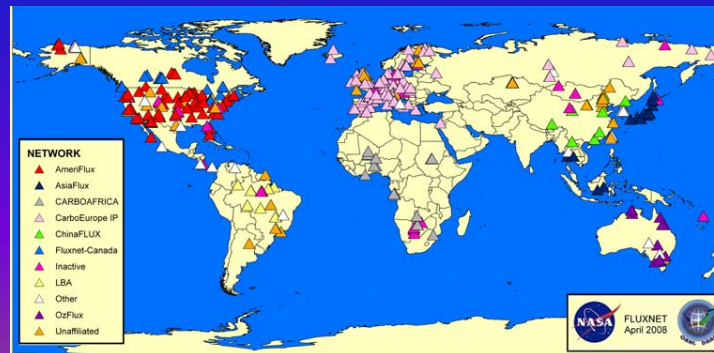 NETWORK
AmeriFlux
AsiaFlux
CARBOAFRICA
CarboEurope IP
ChinaFLUX
Fluxnet-Canada
Inactive
LBA
Other
OzFlux
Unaffiliated
NASA
FLUXNET
April 2008